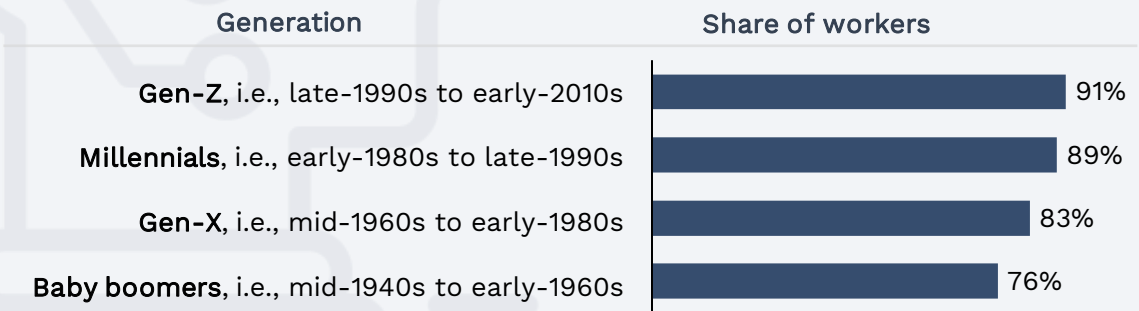 Generation Share of workers
Gen-Z, i.e., late-1990s to early-2010s 91%
Millennials, i.e., early-1980s to late-1990s 89%
Gen-X, i.e., mid-1960s to early-1980s 83%
Baby boomers, i.e., mid-1940s to early-1960s 76%